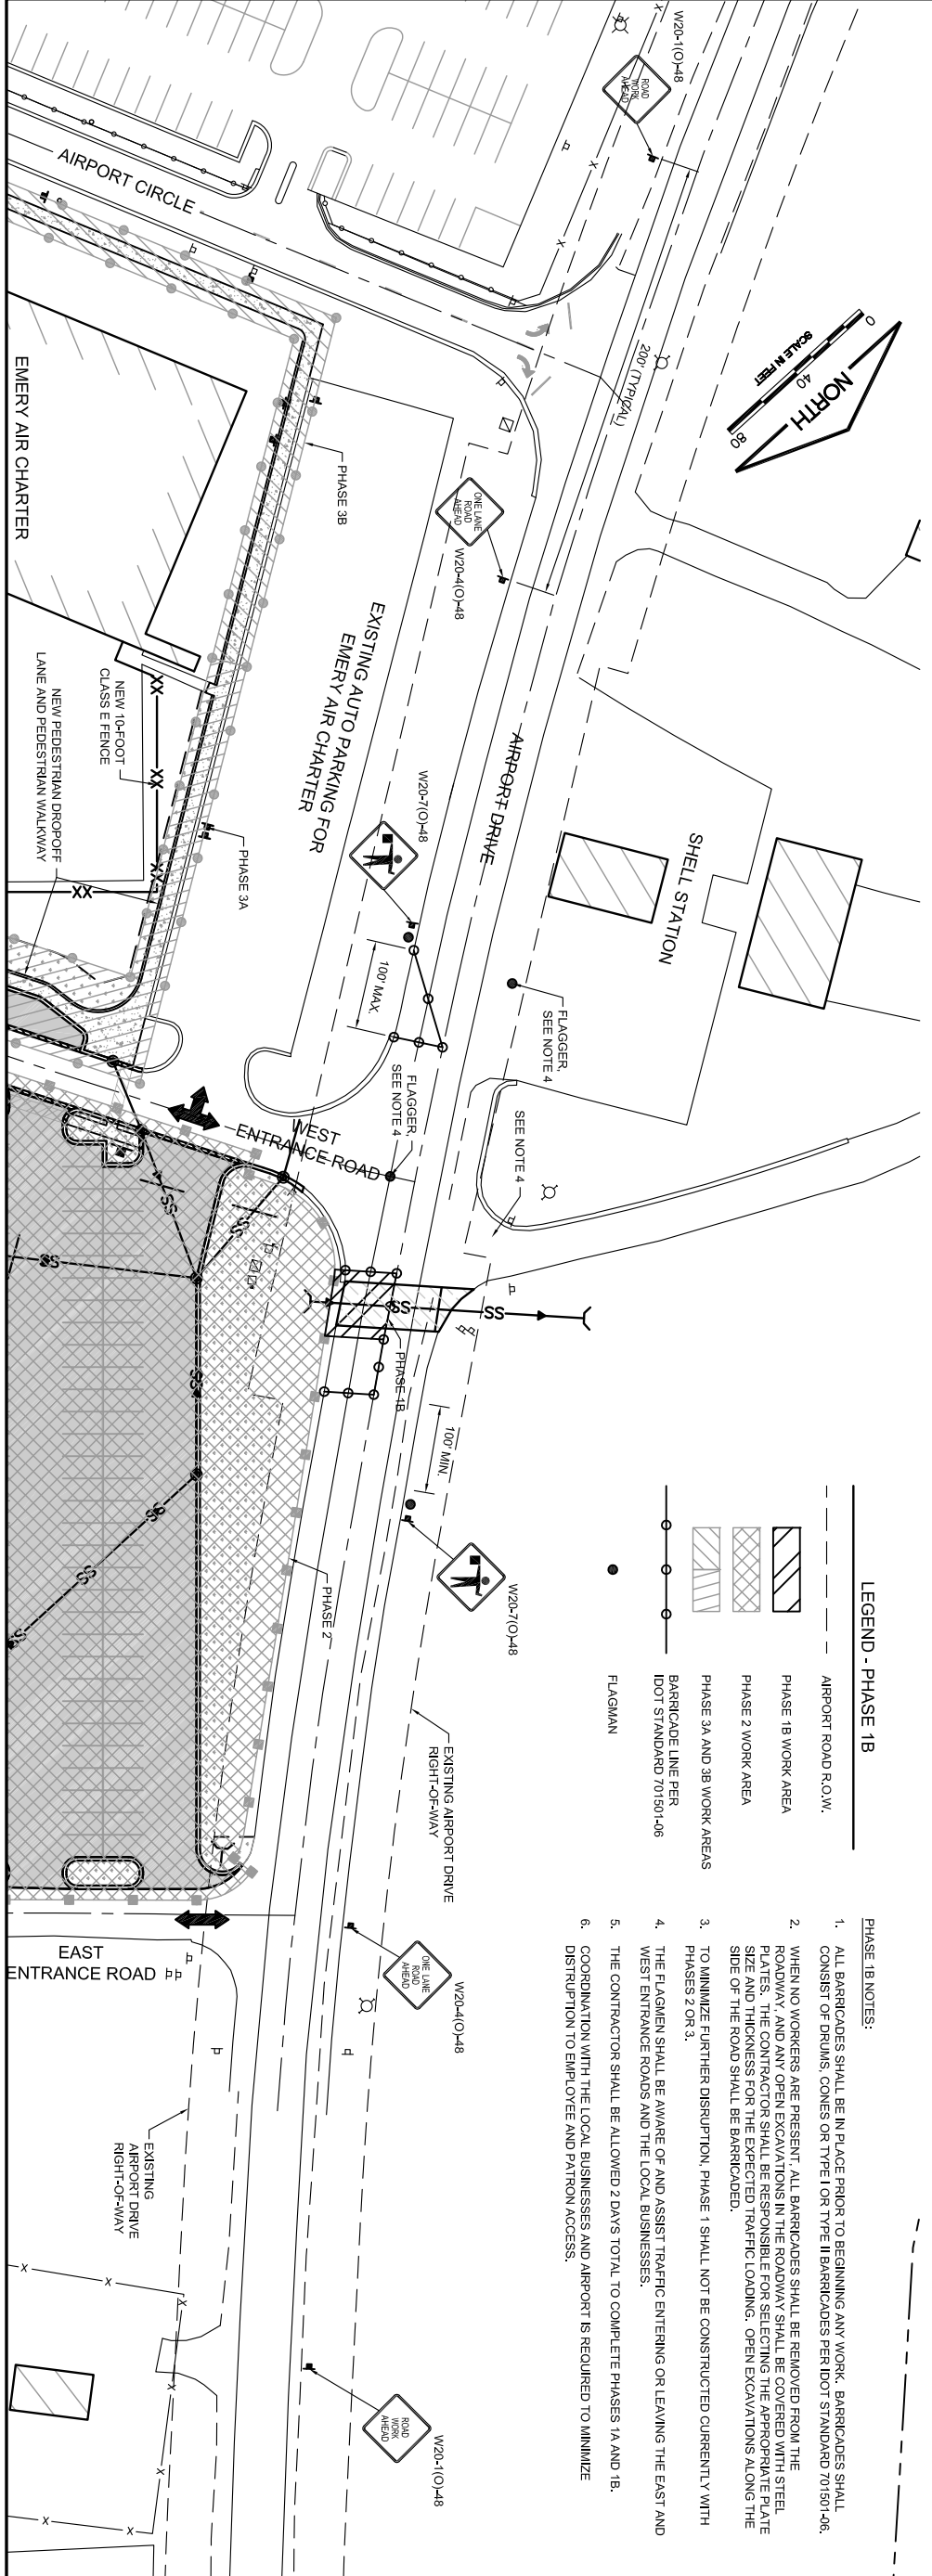 LEGEND - PHASE 1B
AIRPORT ROAD R.O.W.
PHASE 1B WORK AREA
PHASE 2 WORK AREA
PHASE 3A AND 3B WORK AREAS
BARRICADE LINE PER
IDOT STANDARD 701501-06
FLAGMAN
PHASE 1B NOTES:
1. ALL BARRICADES SHALL BE IN PLACE PRIOR TO BEGINNING ANY WORK. BARRICADES SHALL
CONSIST OF DRUMS, CONES OR TYPE I OR TYPE II BARRICADES PER IDOT STANDARD 701501-06.
2. WHEN NO WORKERS ARE PRESENT, ALL BARRICADES SHALL BE REMOVED FROM THE
ROADWAY, AND ANY OPEN EXCAVATIONS IN THE ROADWAY SHALL BE COVERED WITH STEEL
PLATES. THE CONTRACTOR SHALL BE RESPONSIBLE FOR SELECTING THE APPROPRIATE PLATE
SIZE AND THICKNESS FOR THE EXPECTED TRAFFIC LOADING. OPEN EXCAVATIONS ALONG THE
SIDE OF THE ROAD SHALL BE BARRICADED.
3. TO MINIMIZE FURTHER DISRUPTION, PHASE 1 SHALL NOT BE CONSTRUCTED CURRENTLY WITH
PHASES 2 OR 3.
4. THE FLAGMEN SHALL BE AWARE OF AND ASSIST TRAFFIC ENTERING OR LEAVING THE EAST AND
WEST ENTRANCE ROADS AND THE LOCAL BUSINESSES.
5. THE CONTRACTOR SHALL BE ALLOWED 2 DAYS TOTAL TO COMPLETE PHASES 1A AND 1B.
6. COORDINATION WITH THE LOCAL BUSINESSES AND AIRPORT IS REQUIRED TO MINIMIZE
DISTRUPTION TO EMPLOYEE AND PATRON ACCESS.
W20-1(O)-48
ROAD
WORK
AHEAD
200' (TYPICAL)
0
40
80
SCALE IN FEET
NORTH
AIRPORT CIRCLE
EMERY AIR CHARTER
PHASE 3B
ONE LANE
ROAD
AHEAD
W20-4(O)-48
EXISTING AUTO PARKING FOR
EMERY AIR CHARTER
AIRPORT DRIVE
SHELL STATION
W20-7(O)-48
100' MAX.
FLAGGER,
SEE NOTE 4
FLAGGER,
SEE NOTE 4
SEE NOTE 4
NEW 10-FOOT
CLASS E FENCE
NEW PEDESTRIAN DROPOFF
LANE AND PEDESTRIAN WALKWAY
PHASE 3A
XX
XX
XX
XX
WEST
ENTRANCE ROAD
SS
SS
SS
SS
SS
SS
SS
SS
SS
PHASE 1B
100' MIN.
W20-7(O)-48
PHASE 2
EXISTING AIRPORT DRIVE
RIGHT-OF-WAY
EAST
ENTRANCE ROAD
ONE LANE
ROAD
AHEAD
W20-4(O)-48
EXISTING
AIRPORT DRIVE
RIGHT-OF-WAY
ROAD
WORK
AHEAD
W20-1(O)-48